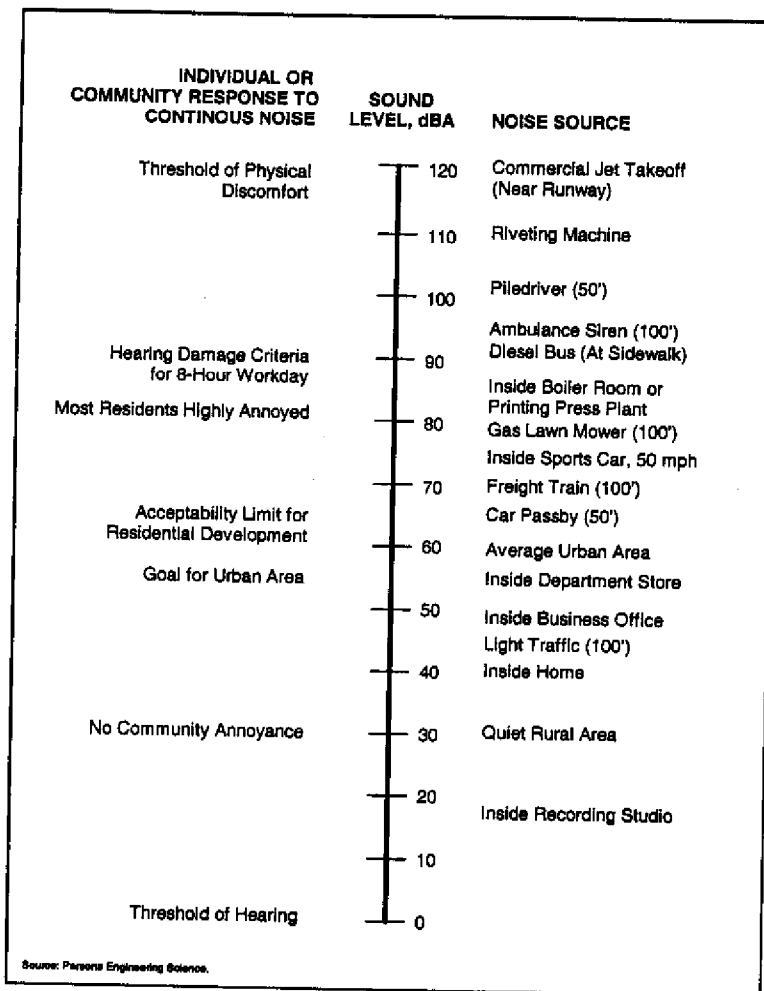 INDIVIDUAL OR
COMMUNITY RESPONSE TO
CONTINOUS NOISE
SOUND
LEVEL, dBA
NOISE SOURCE
Threshold of Physical
Discomfort
120
Commercial Jet Takeoff
(Near Runway)
110
Riveting Machine
100
Piledriver (50')
Ambulance Siren (100')
Hearing Damage Criteria
for 8-Hour Workday
90
Diesel Bus (At Sidewalk)
Inside Boiler Room or
Printing Press Plant
Most Residents Highly Annoyed
80
Gas Lawn Mower (100')
Inside Sports Car, 50 mph
70
Freight Train (100')
Acceptability Limit for
Residential Development
Car Passby (50')
60
Average Urban Area
Goal for Urban Area
Inside Department Store
50
Inside Business Office
Light Traffic (100')
40
Inside Home
No Community Annoyance
30
Quiet Rural Area
20
Inside Recording Studio
10
Threshold of Hearing
0
Source: Parsons Engineering Science.